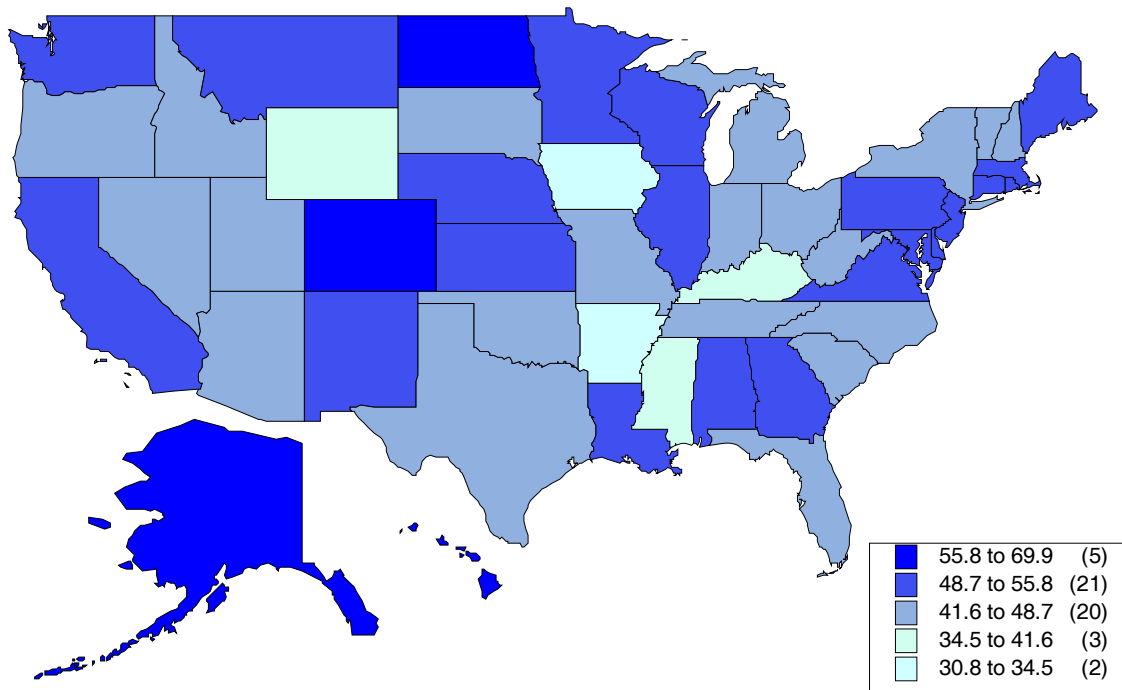 55.8 to 69.9 (5)
48.7 to 55.8 (21)
41.6 to 48.7 (20)
34.5 to 41.6 (3)
30.8 to 34.5 (2)